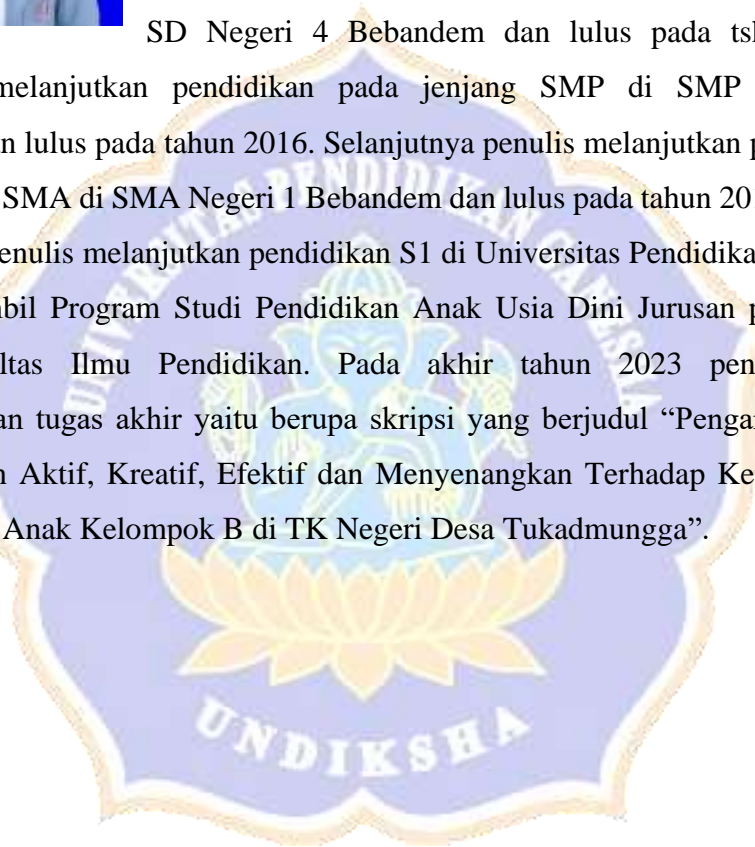 SD Negeri 4 Bebandem dan lulus pada
melanjutkan pendidikan pada jenjang SMP di SMP
lulus pada tahun 2016. Selanjutnya penulis melanjutkan
SMA di SMA Negeri 1 Bebandem dan lulus pada tahun 20
penulis melanjutkan pendidikan S1 di Universitas
Program Studi Pendidikan Anak Usia Dini Jurusan
Ilmu Pendidikan. Pada akhir tahun 2023
tugas akhir yaitu berupa skripsi yang berjudul
Aktif, Kreatif, Efektif dan Menyenangkan Terhadap
Anak Kelompok B di TK Negeri Desa Tukadmungga”.
UNIVERSITAS PENDIDIKAN GANESHA
UNDIKSHA